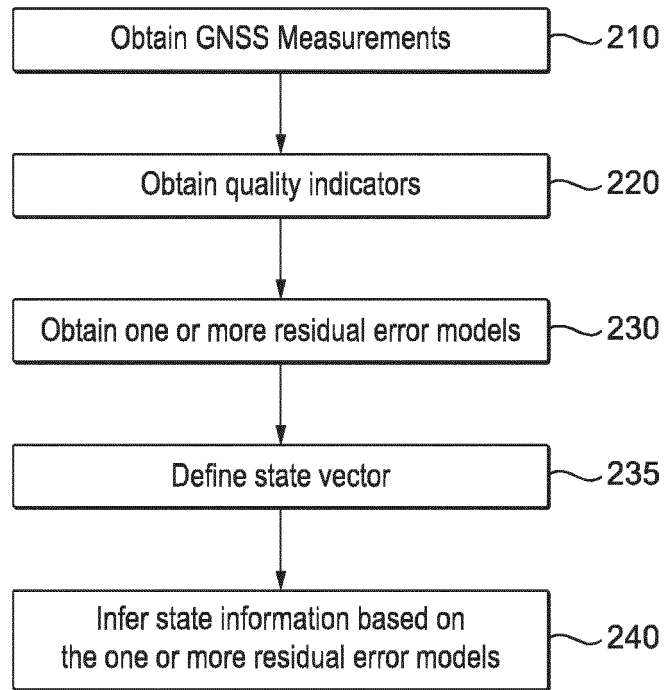 Obtain GNSS Measurements 210
Obtain quality indicators 220
Obtain one or more residual error models 230
Define state vector 235
Infer state information based on
the one or more residual error models 240